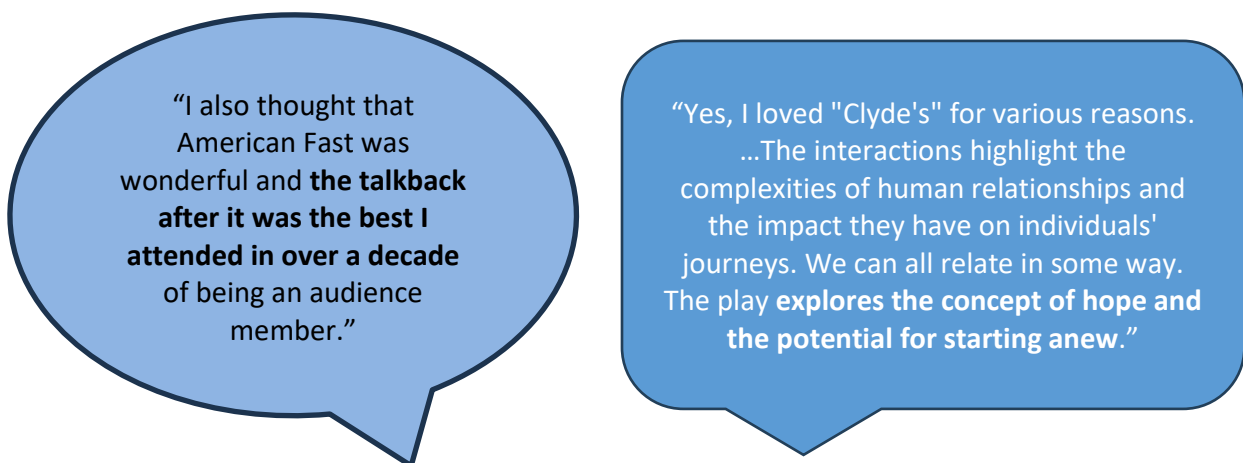 “I also thought that
American Fast was
wonderful and the talkback
after it was the best I
attended in over a decade
of being an audience
member.”
“Yes, I loved "Clyde's" for various reasons.
…The interactions highlight the
complexities of human relationships and
the impact they have on individuals'
journeys. We can all relate in some way.
The play explores the concept of hope and
the potential for starting anew.”